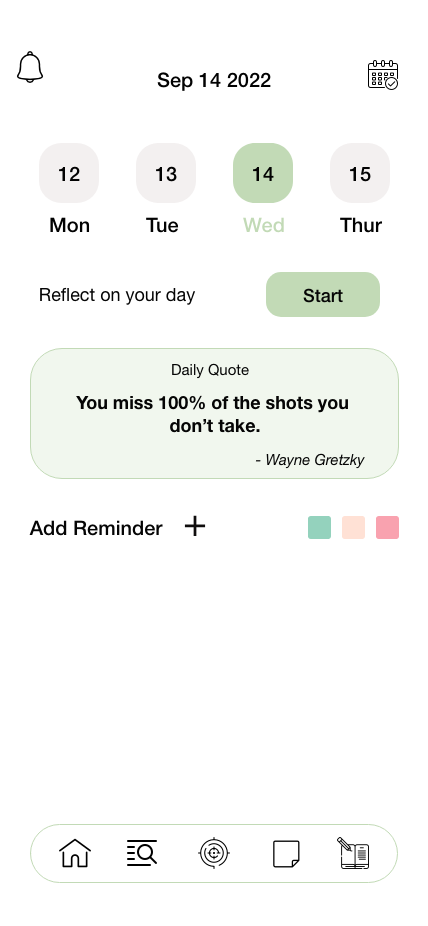 Sep 14 2022
12 13 14 15
Mon Tue Wed Thur
Reflect on your day Start
Daily Quote
You miss 100% of the shots you
don’t take.
- Wayne Gretzky
Add Reminder +